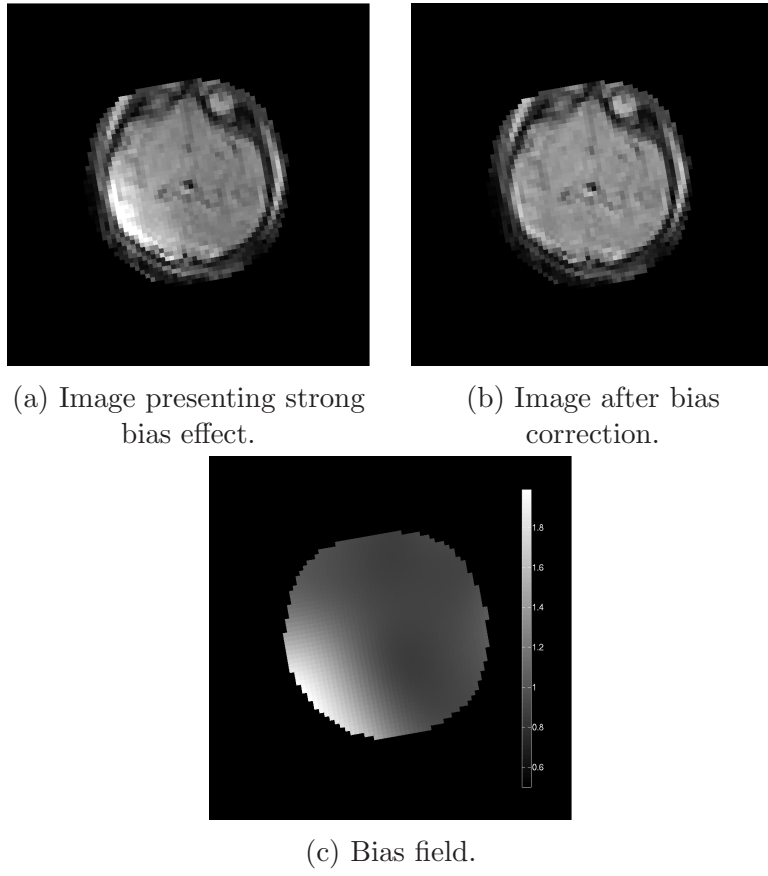 (a) Image presenting strong
bias effect.
(b) Image after bias
correction.
1.8
1.6
1.4
1.2
1
0.8
0.6
(c) Bias field.